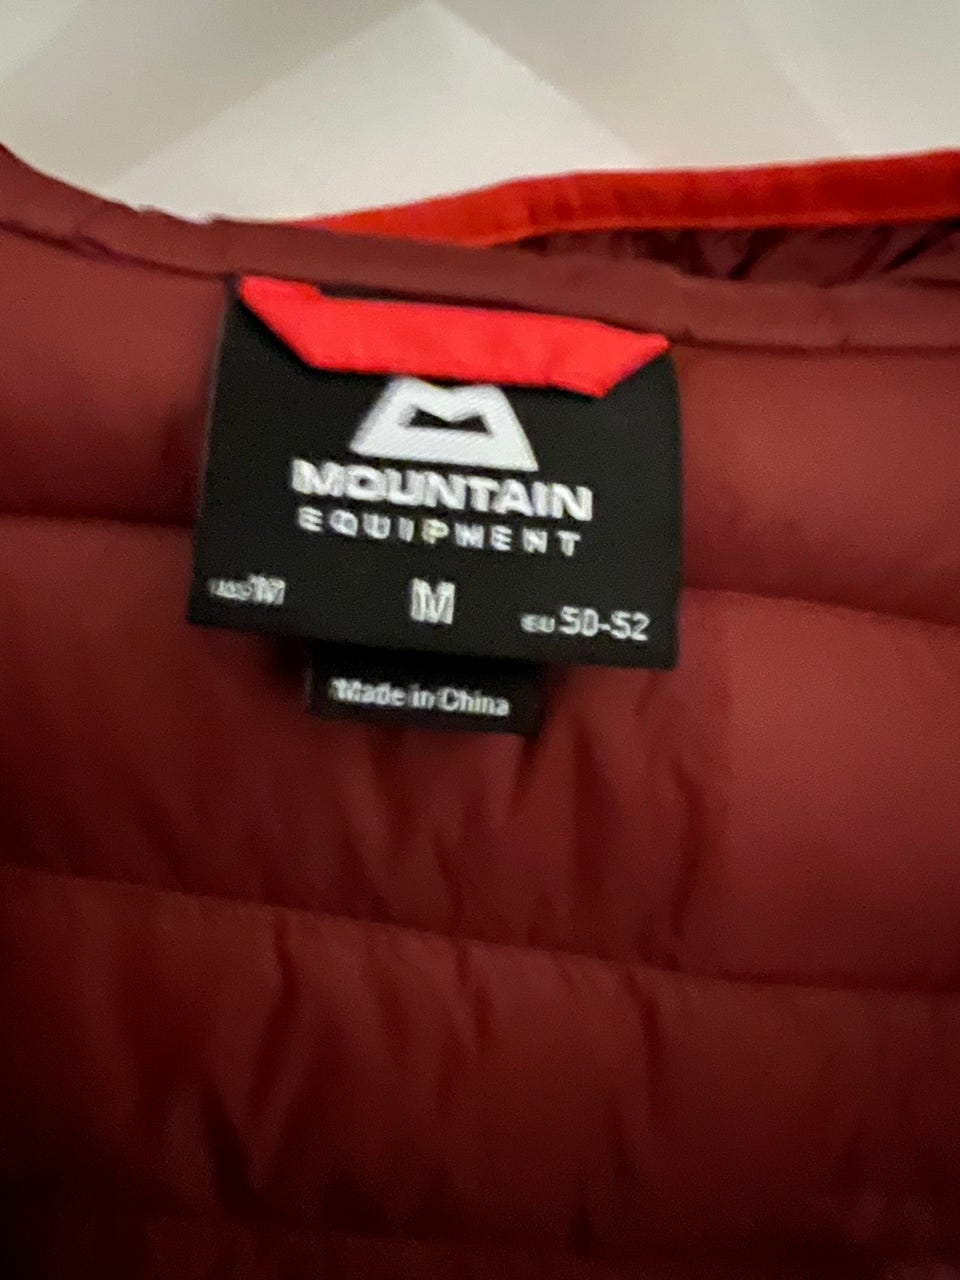 MOUNTAIN
EQUIPMENT
M M EU 50-52
Made in China